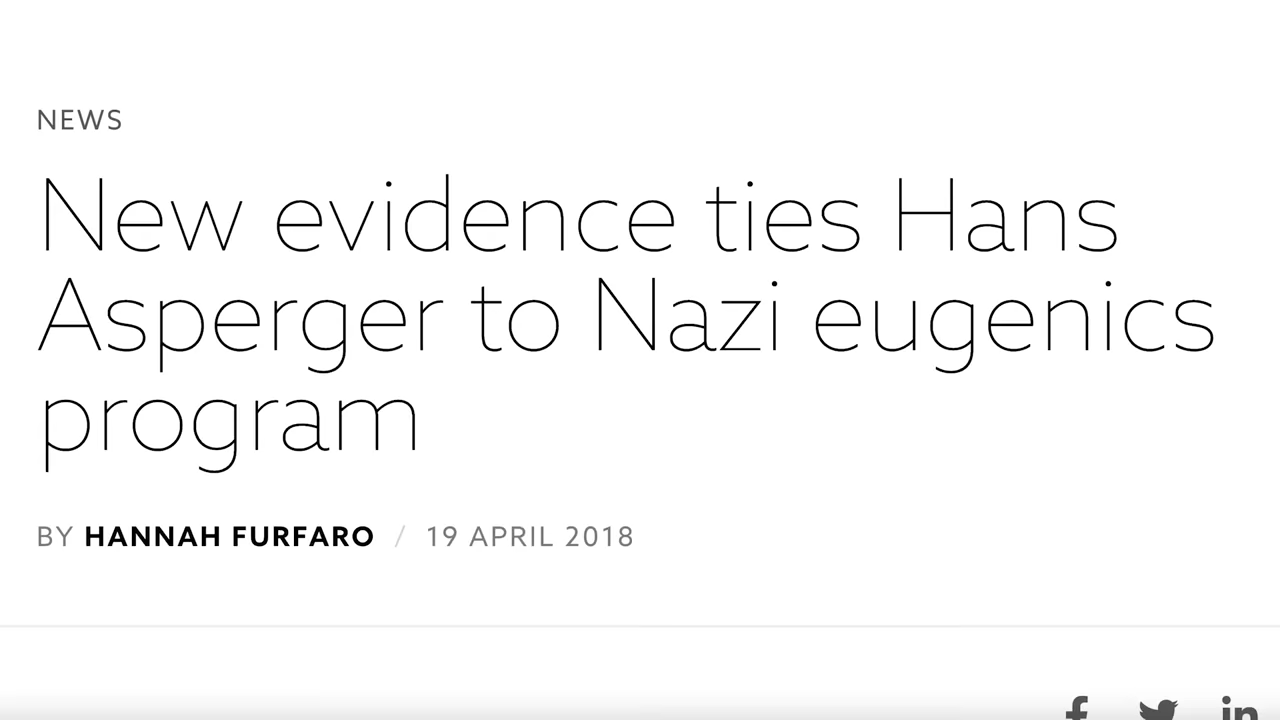 NEWS
New evidence ties Hans
Asperger to Nazi eugenics
program
BY HANNAH FURFARO / 19 APRIL 2018